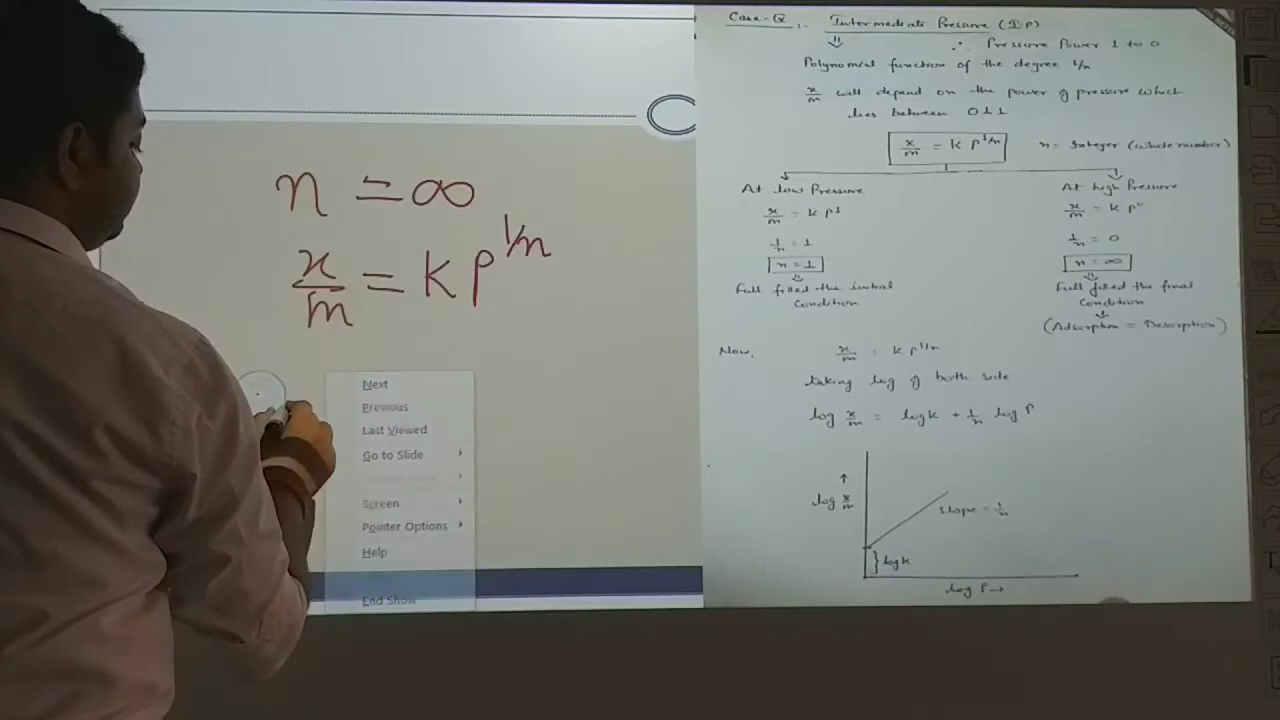 n = ∞
x/m = K P^1/n
Next
Previous
Last Viewed
Go to Slide
Screen
Pointer Options
Help
End Show
Case-Q
Intermediate Pressure (I.P)
∴ Pressure Power 1 to 0
Polynomial function of the degree 1/n
x/m will depend on the power of pressure which
lies between 0 & 1
x/m = K P^1/n
n = Integer (whole number)
At low Pressure
x/m = K P^1
1/n = 1
n = 1
Full filled the initial
Condition
At high Pressure
x/m = K P^0
1/n = 0
n = ∞
Full filled the final
Condition
(Adsorption = Desorption)
Now,
x/m = K P^1/n
taking log of both side
log x/m = log K + 1/n log P
log x/m
slope = 1/n
} log K
log P →